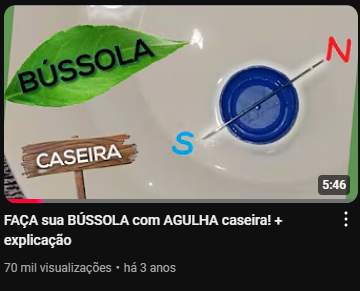 BÚSSOLA
N
S
CASEIRA
5:46
FAÇA sua BÚSSOLA com AGULHA caseira! +
explicação
70 mil visualizações • há 3 anos